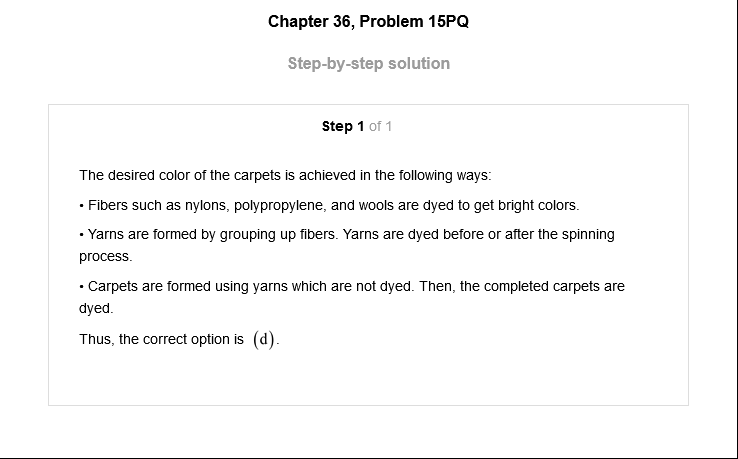 Chapter 36, Problem 15PQ
Step-by-step solution
Step 1 of 1
The desired color of the carpets is achieved in the following ways:
• Fibers such as nylons, polypropylene, and wools are dyed to get bright colors.
• Yarns are formed by grouping up fibers. Yarns are dyed before or after the spinning
process.
• Carpets are formed using yarns which are not dyed. Then, the completed carpets are
dyed.
Thus, the correct option is (d).